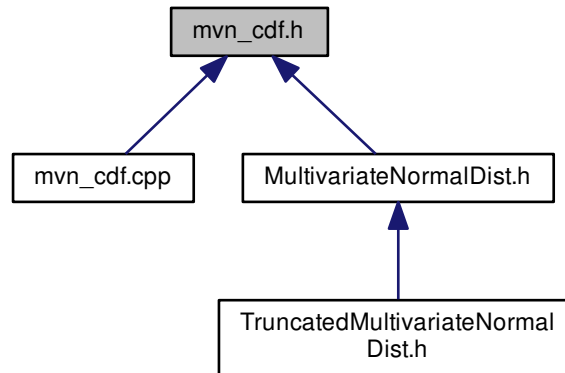 mvn_cdf.h
mvn_cdf.cpp
MultivariateNormalDist.h
TruncatedMultivariateNormal
Dist.h